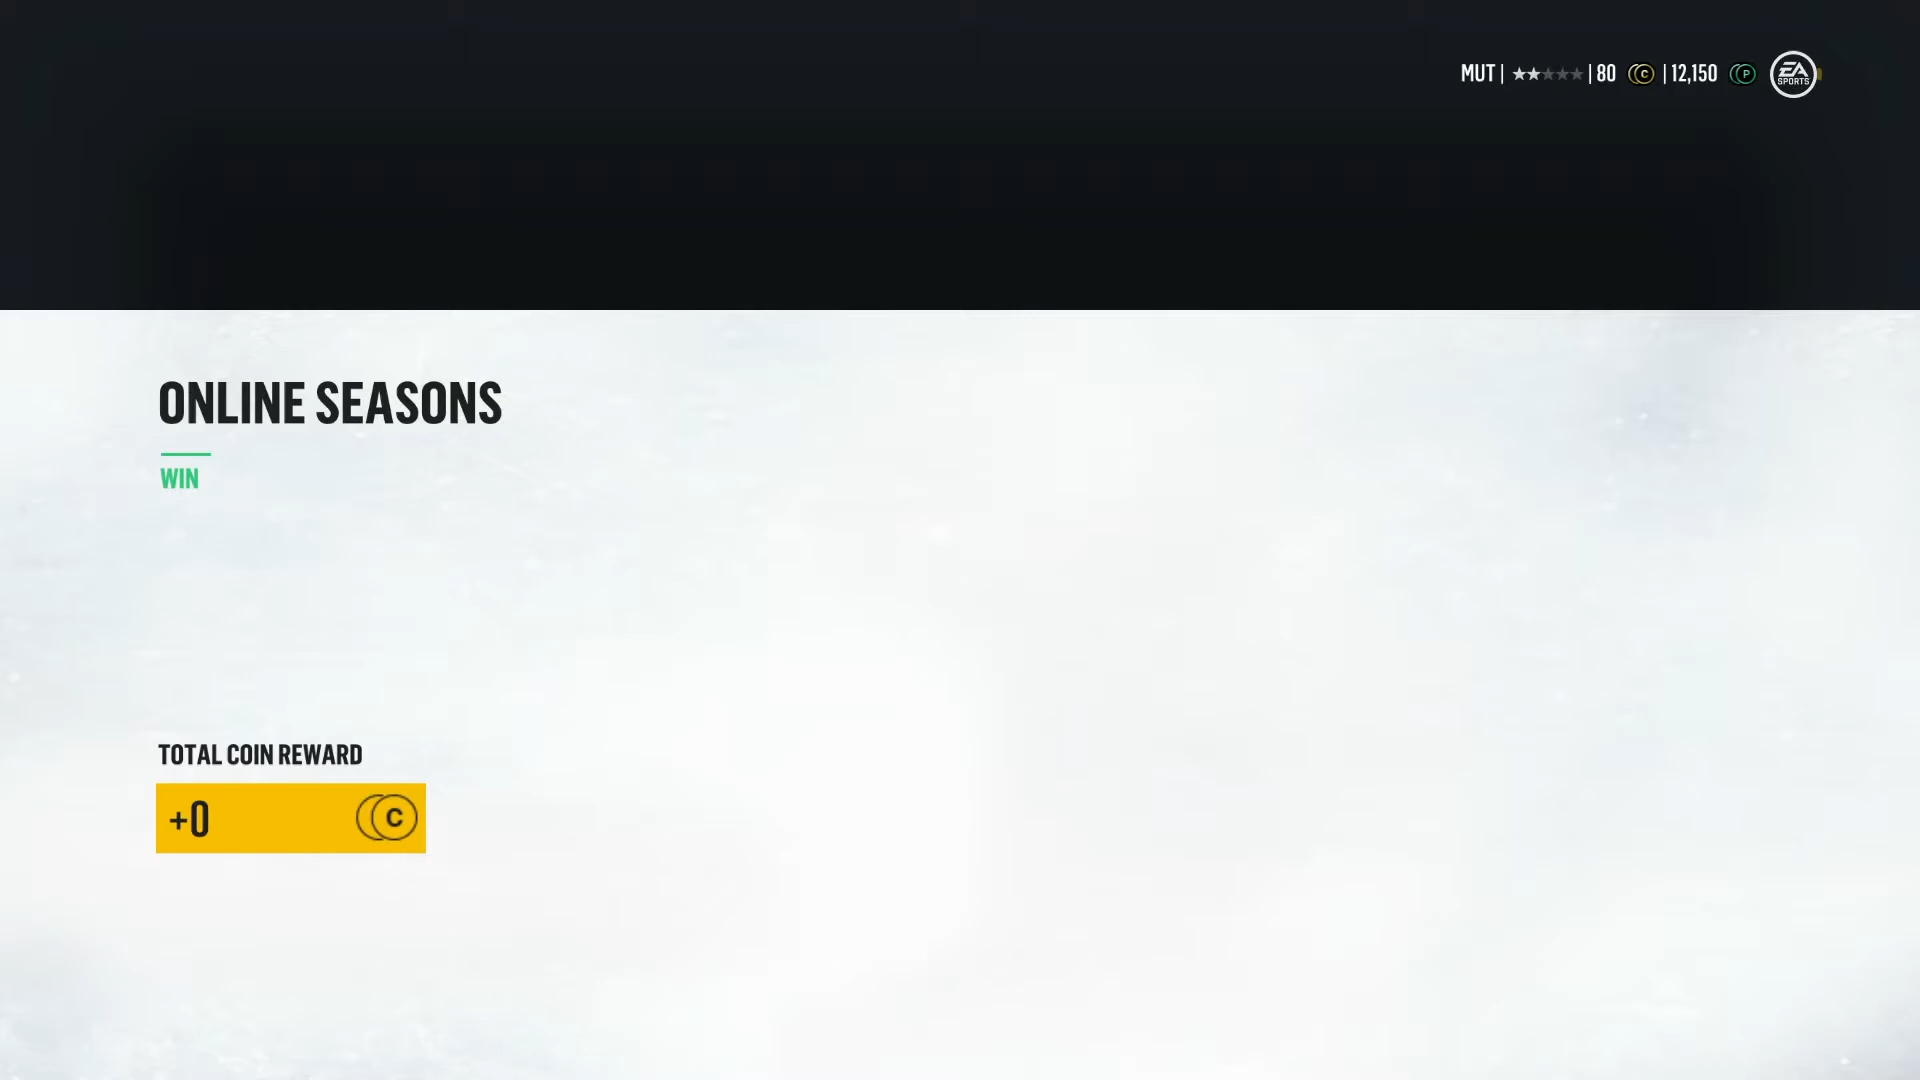 MUT | ★★★★★ | 80 C | 12,150 P EA SPORTS
ONLINE SEASONS
WIN
TOTAL COIN REWARD
+0 C